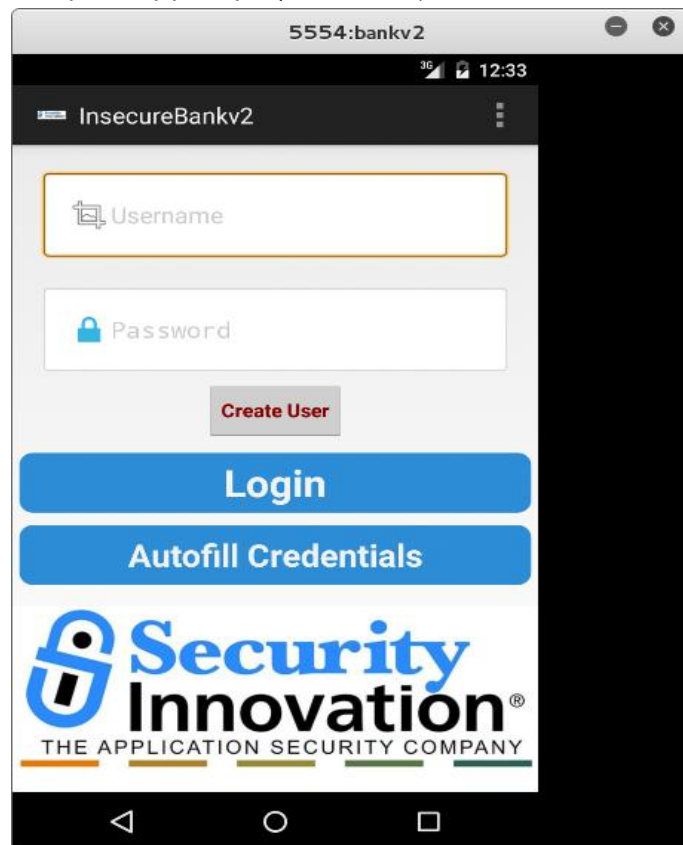 5554:bankv2
3G 12:33
InsecureBankv2
Username
Password
Create User
Login
Autofill Credentials
Security
Innovation®
THE APPLICATION SECURITY COMPANY